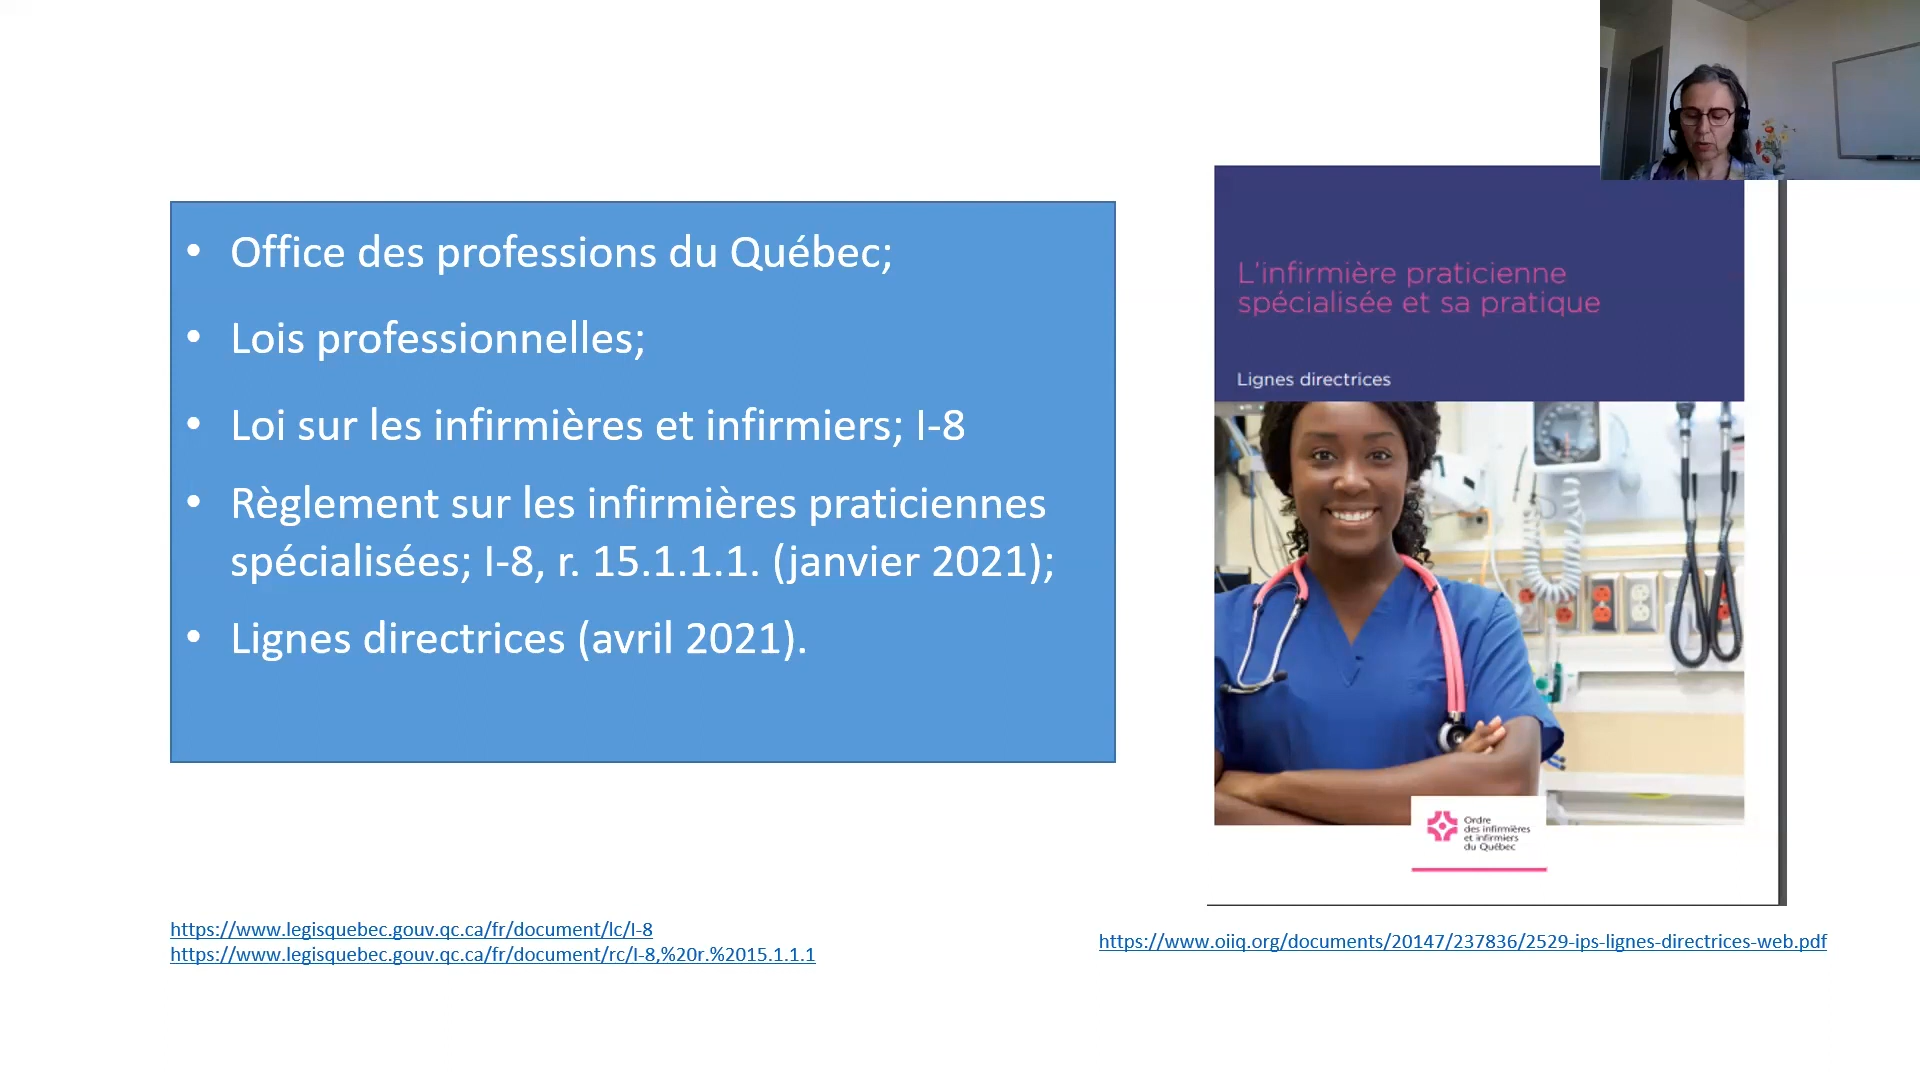 • Office des professions du Québec;
• Lois professionnelles;
• Loi sur les infirmières et infirmiers; I-8
• Règlement sur les infirmières praticiennes
spécialisées; I-8, r. 15.1.1.1. (janvier 2021);
• Lignes directrices (avril 2021).
L'infirmière praticienne
spécialisée et sa pratique
Lignes directrices
Ordre
des infirmières
et infirmiers
du Québec
https://www.legisquebec.gouv.qc.ca/fr/document/lc/I-8
https://www.legisquebec.gouv.qc.ca/fr/document/rc/I-8,%20r.%2015.1.1.1
https://www.oiiq.org/documents/20147/237836/2529-ips-lignes-directrices-web.pdf